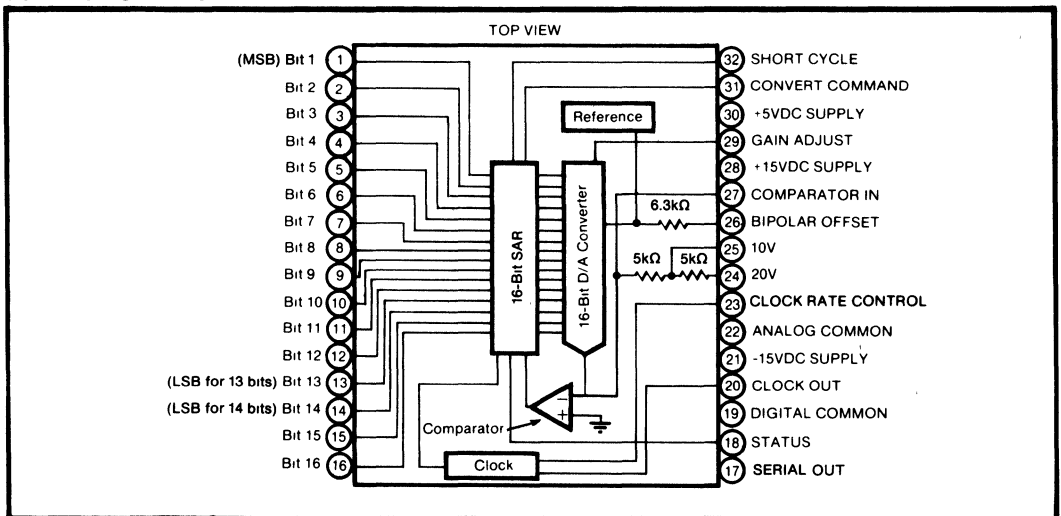 TOP VIEW
(MSB) Bit 1 1
Bit 2 2
Bit 3 3
Bit 4 4
Bit 5 5
Bit 6 6
Bit 7 7
Bit 8 8
Bit 9 9
Bit 10 10
Bit 11 11
Bit 12 12
(LSB for 13 bits) Bit 13 13
(LSB for 14 bits) Bit 14 14
Bit 15 15
Bit 16 16
Reference
16-Bit SAR
16-Bit D/A Converter
6.3kΩ
5kΩ 5kΩ
Comparator
− +
Clock
32 SHORT CYCLE
31 CONVERT COMMAND
30 +5VDC SUPPLY
29 GAIN ADJUST
28 +15VDC SUPPLY
27 COMPARATOR IN
26 BIPOLAR OFFSET
25 10V
24 20V
23 CLOCK RATE CONTROL
22 ANALOG COMMON
21 -15VDC SUPPLY
20 CLOCK OUT
19 DIGITAL COMMON
18 STATUS
17 SERIAL OUT